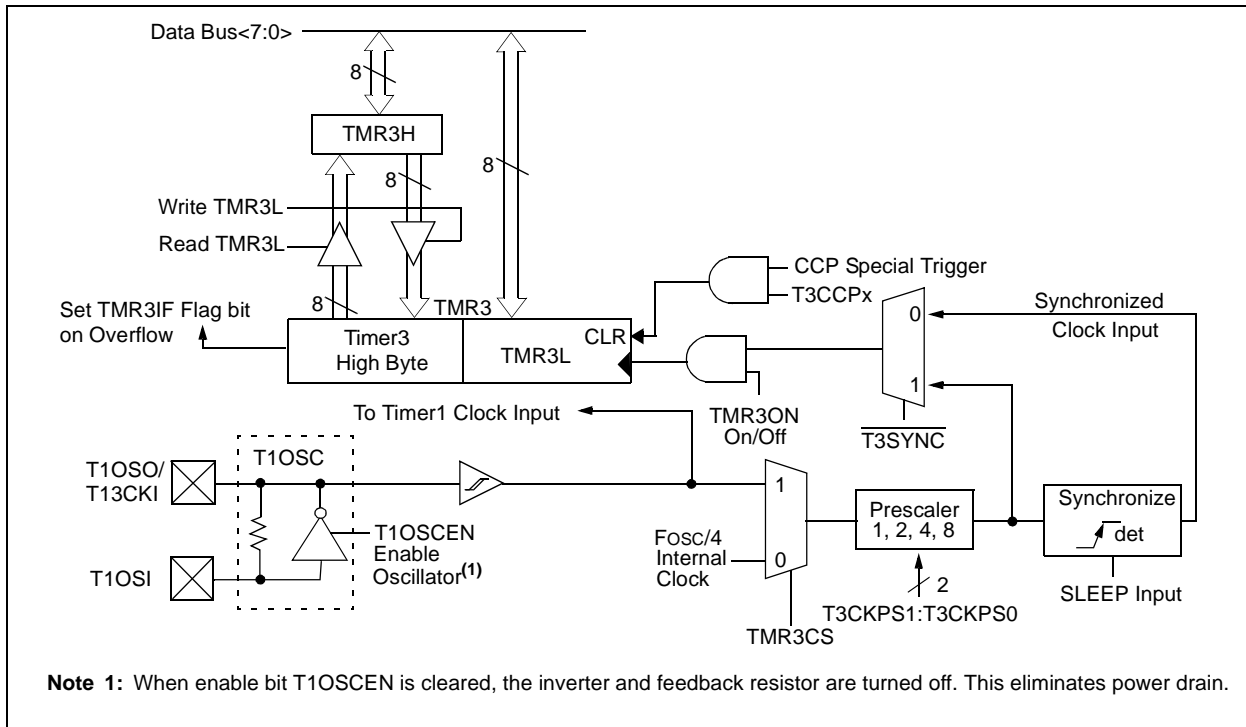 Data Bus<7:0>
8
TMR3H
8
8
Write TMR3L
Read TMR3L
CCP Special Trigger
T3CCPx
8
TMR3
Set TMR3IF Flag bit
on Overflow
Timer3
High Byte
TMR3L
CLR
0
1
Synchronized
Clock Input
To Timer1 Clock Input
TMR3ON
On/Off
T3SYNC
T1OSC
T1OSO/
T13CKI
1
Prescaler
1, 2, 4, 8
Synchronize
det
T1OSCEN
Enable
Oscillator(1)
FOSC/4
Internal
Clock
0
T1OSI
2
SLEEP Input
T3CKPS1:T3CKPS0
TMR3CS
Note 1: When enable bit T1OSCEN is cleared, the inverter and feedback resistor are turned off. This eliminates power drain.